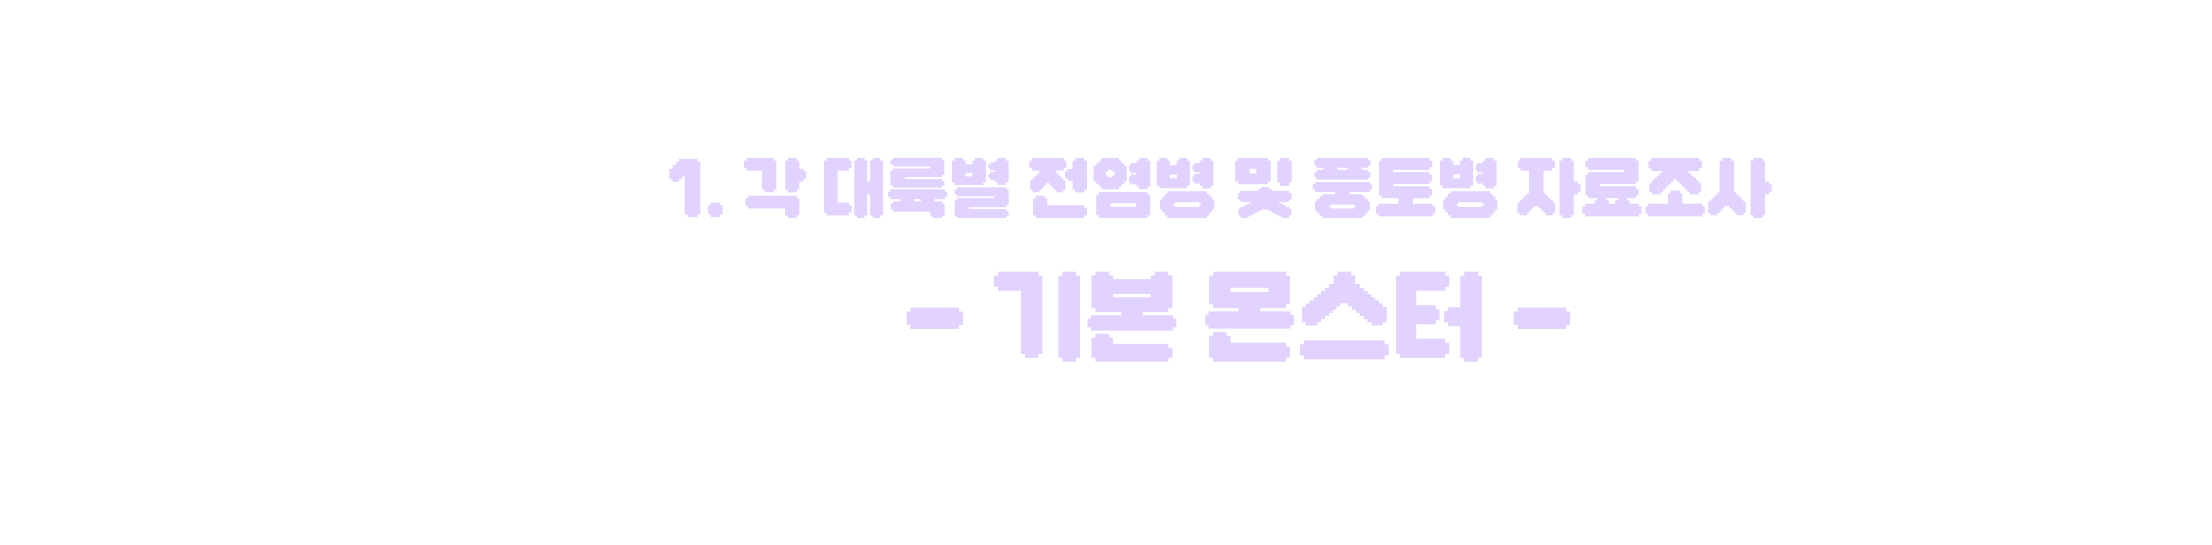 1. 각 대륙별 전염병 및 풍토병 자료조사
- 기본 몬스터 -